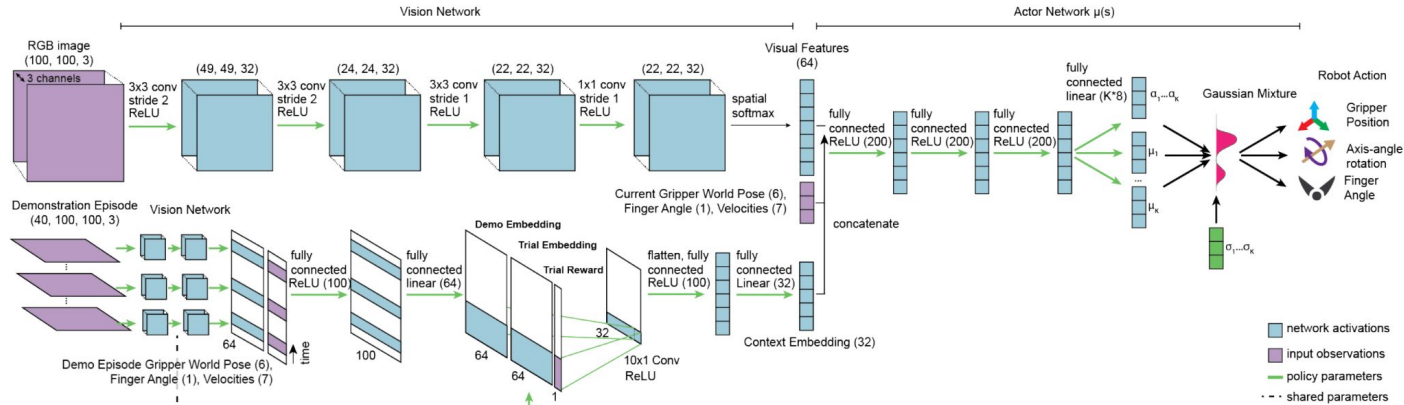 Vision Network
Actor Network μ(s)
RGB image
(100, 100, 3)
3 channels
3x3 conv
stride 2
ReLU
(49, 49, 32)
3x3 conv
stride 2
ReLU
(24, 24, 32)
3x3 conv
stride 1
ReLU
(22, 22, 32)
1x1 conv
stride 1
ReLU
(22, 22, 32)
spatial
softmax
Visual Features
(64)
fully
connected
ReLU (200)
fully
connected
ReLU (200)
fully
connected
ReLU (200)
fully
connected
linear (K*8)
α₁...αₖ
μ₁
...
μₖ
Gaussian Mixture
σ₁...σₖ
Robot Action
Gripper
Position
Axis-angle
rotation
Finger
Angle
Current Gripper World Pose (6),
Finger Angle (1), Velocities (7)
concatenate
Demonstration Episode
(40, 100, 100, 3)
Vision Network
64
time
Demo Episode Gripper World Pose (6),
Finger Angle (1), Velocities (7)
fully
connected
ReLU (100)
100
fully
connected
linear (64)
Demo Embedding
Trial Embedding
Trial Reward
64
64
1
32
10x1 Conv
ReLU
flatten, fully
connected
ReLU (100)
fully
connected
Linear (32)
Context Embedding (32)
network activations
input observations
policy parameters
shared parameters